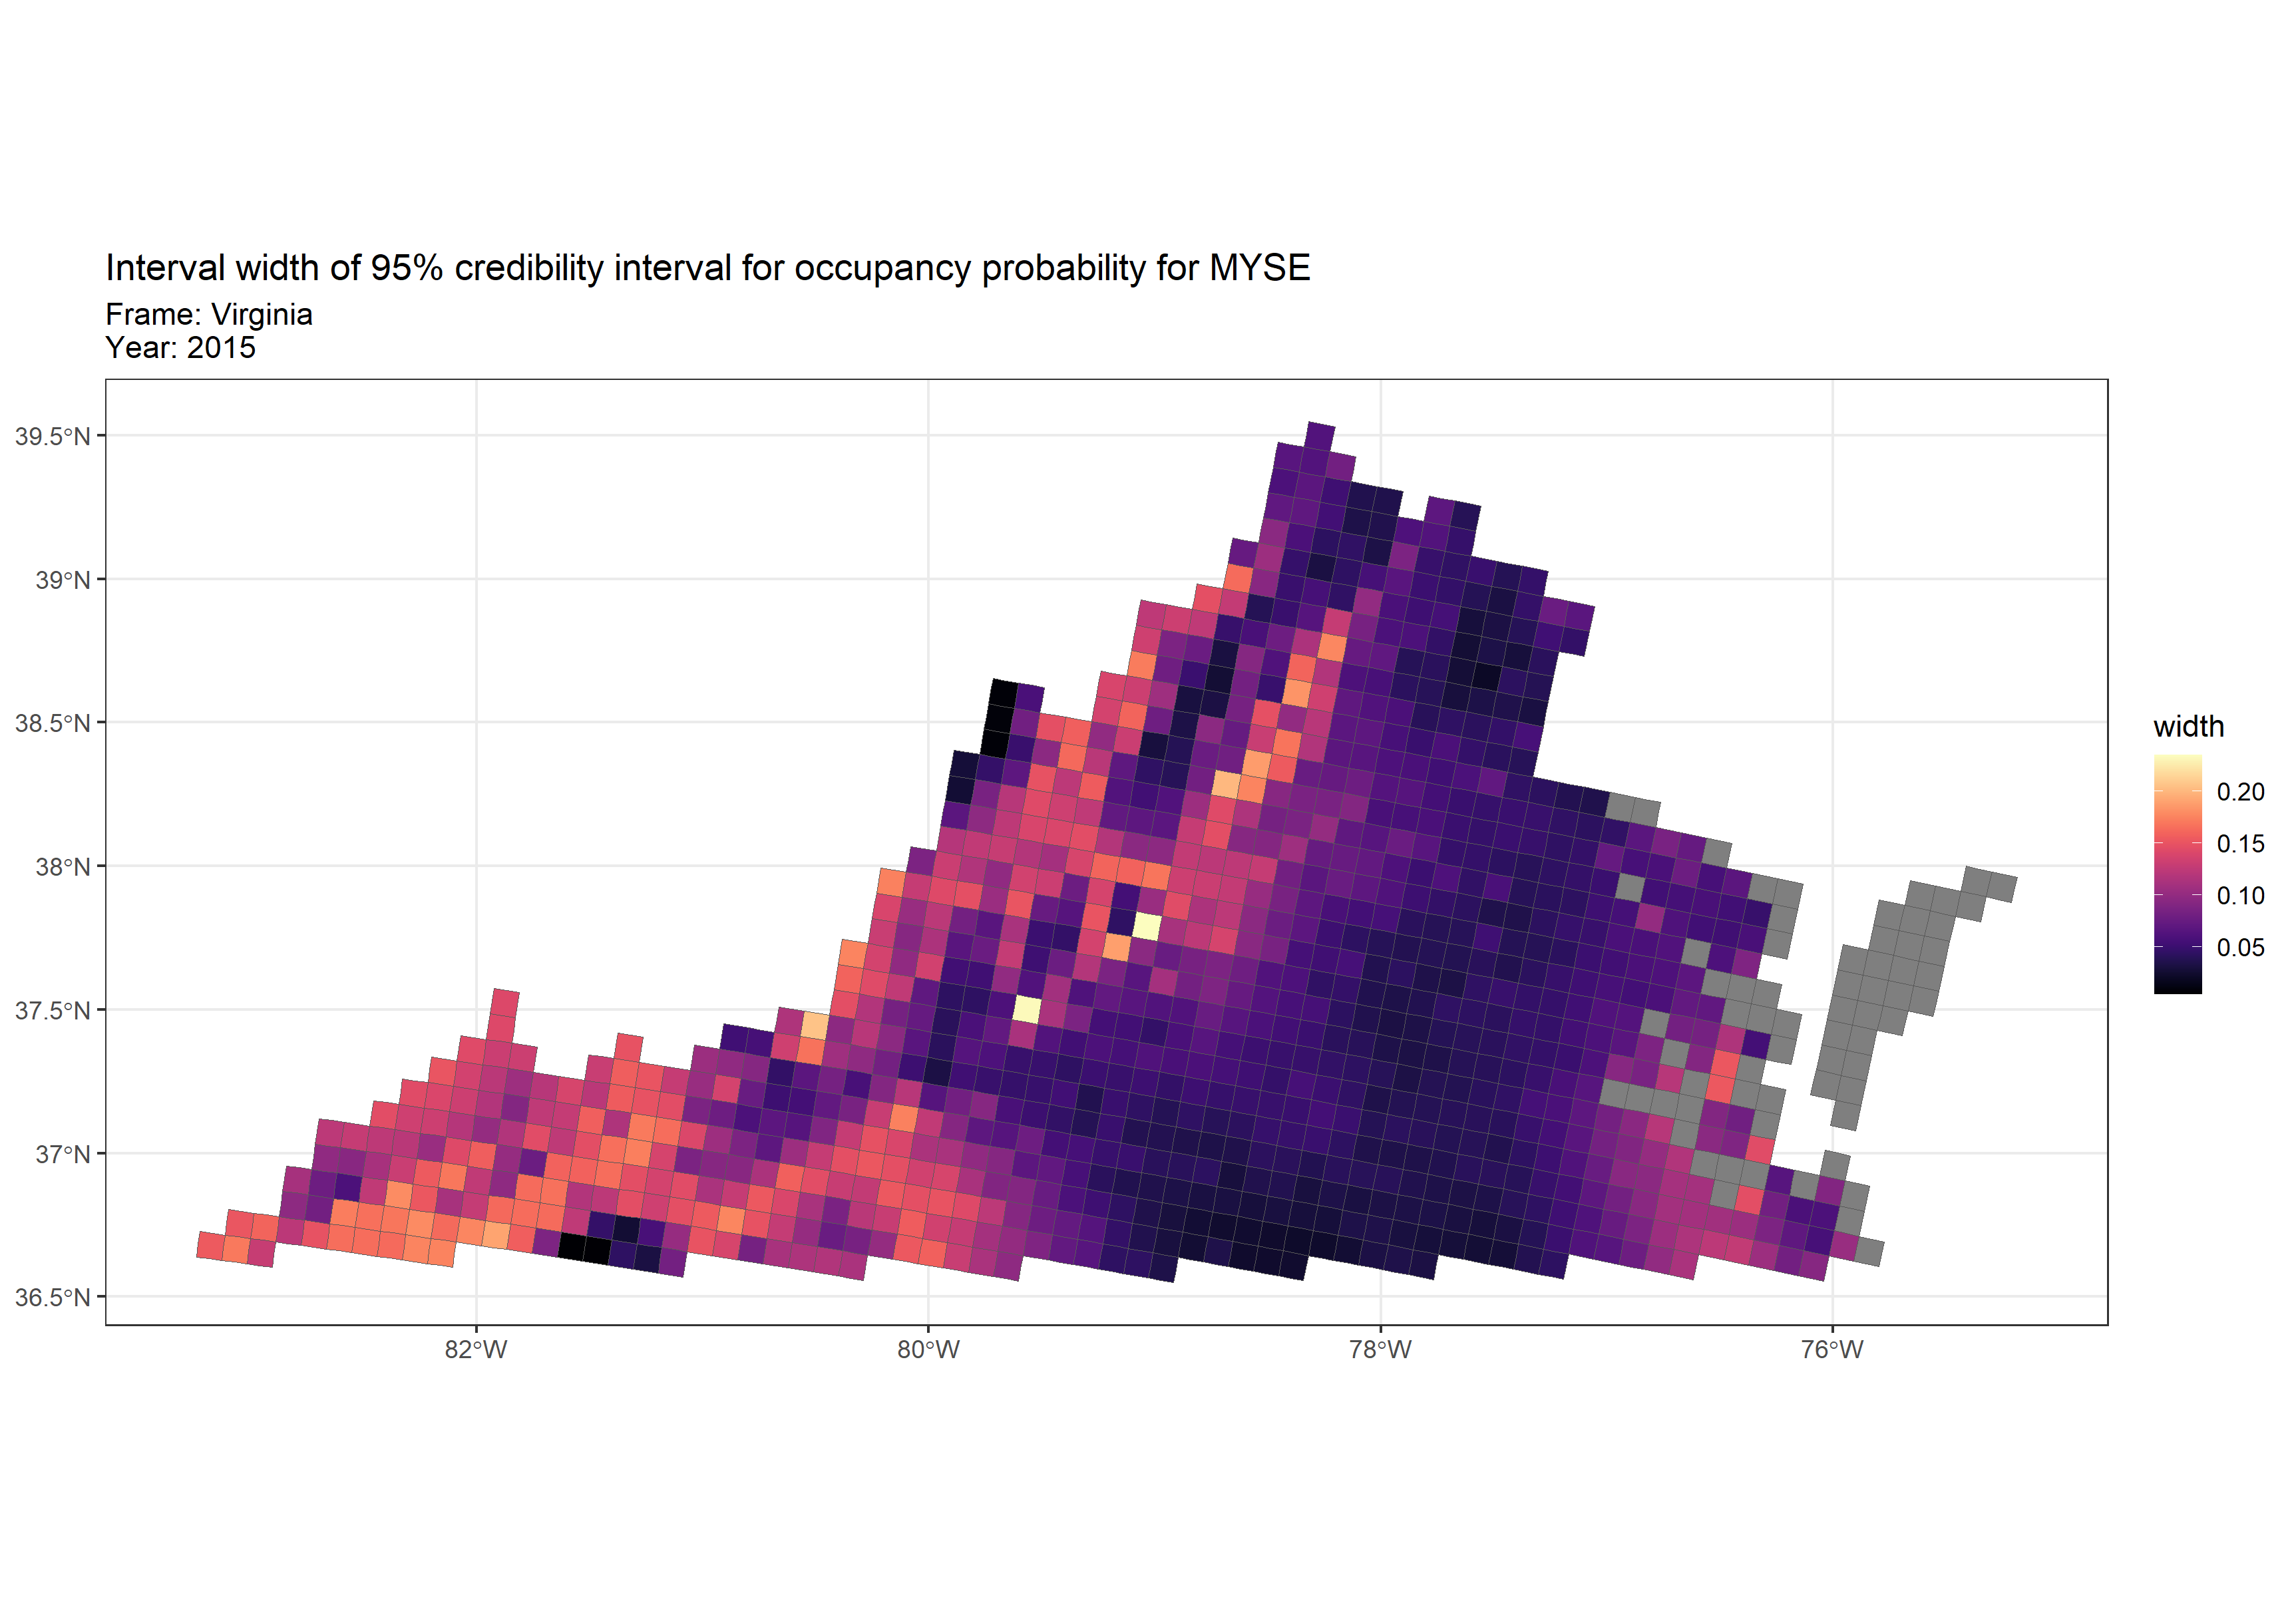 Interval width of 95% credibility interval for occupancy probability for MYSE
Frame: Virginia
Year: 2015
39.5°N
39°N
38.5°N
38°N
37.5°N
37°N
36.5°N
82°W
80°W
78°W
76°W
width
0.20
0.15
0.10
0.05